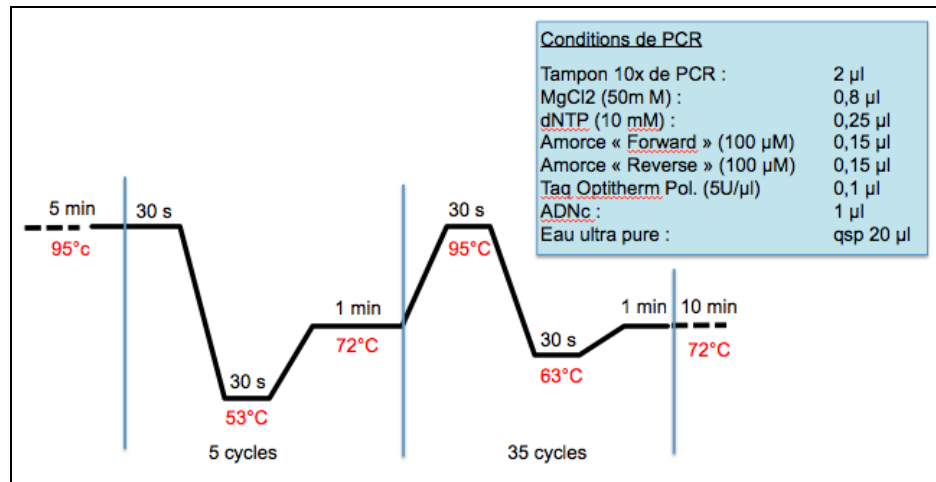 Conditions de PCR
Tampon 10x de PCR : 2 µl
MgCl2 (50m M) : 0,8 µl
dNTP (10 mM) : 0,25 µl
Amorce « Forward » (100 µM) 0,15 µl
Amorce « Reverse » (100 µM) 0,15 µl
Taq Optitherm Pol. (5U/µl) 0,1 µl
ADNc : 1 µl
Eau ultra pure : qsp 20 µl
5 min 30 s 30 s
95°c 95°C
1 min 1 min 10 min
72°C 30 s 72°C
30 s 63°C
53°C
5 cycles 35 cycles